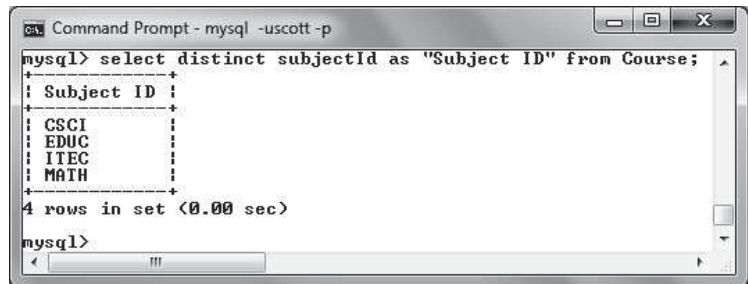 Command Prompt - mysql -uscott -p
mysql> select distinct subjectId as "Subject ID" from Course;
+------------+
| Subject ID |
+------------+
| CSCI       |
| EDUC       |
| ITEC       |
| MATH       |
+------------+
4 rows in set (0.00 sec)
mysql>